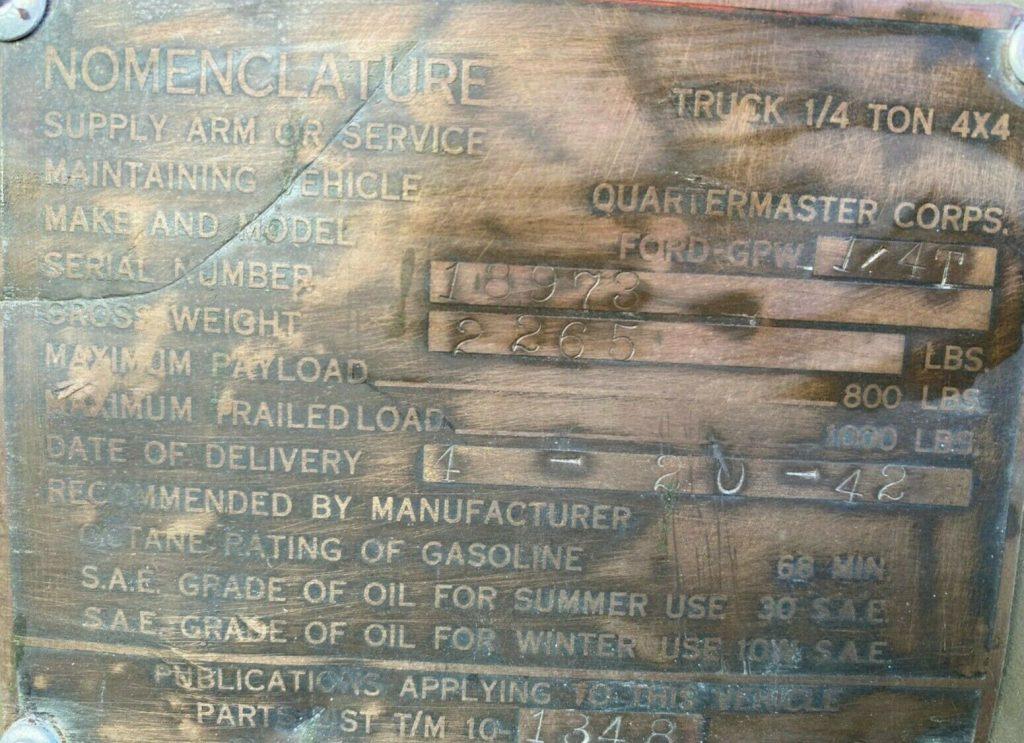 NOMENCLATURE TRUCK 1/4 TON 4X4
SUPPLY ARM OR SERVICE
MAINTAINING VEHICLE QUARTERMASTER CORPS.
MAKE AND MODEL FORD-GPW 1/4T
SERIAL NUMBER 18973
GROSS WEIGHT 2265 LBS.
MAXIMUM PAYLOAD 800 LBS.
MAXIMUM TRAILED LOAD 1000 LBS.
DATE OF DELIVERY 4 - 20 - 42
RECOMMENDED BY MANUFACTURER
OCTANE RATING OF GASOLINE 68 MIN
S.A.E. GRADE OF OIL FOR SUMMER USE 30 S.A.E
S.A.E. GRADE OF OIL FOR WINTER USE 10W S.A.E
PUBLICATIONS APPLYING TO THIS VEHICLE
PARTS LIST T/M 10-1348